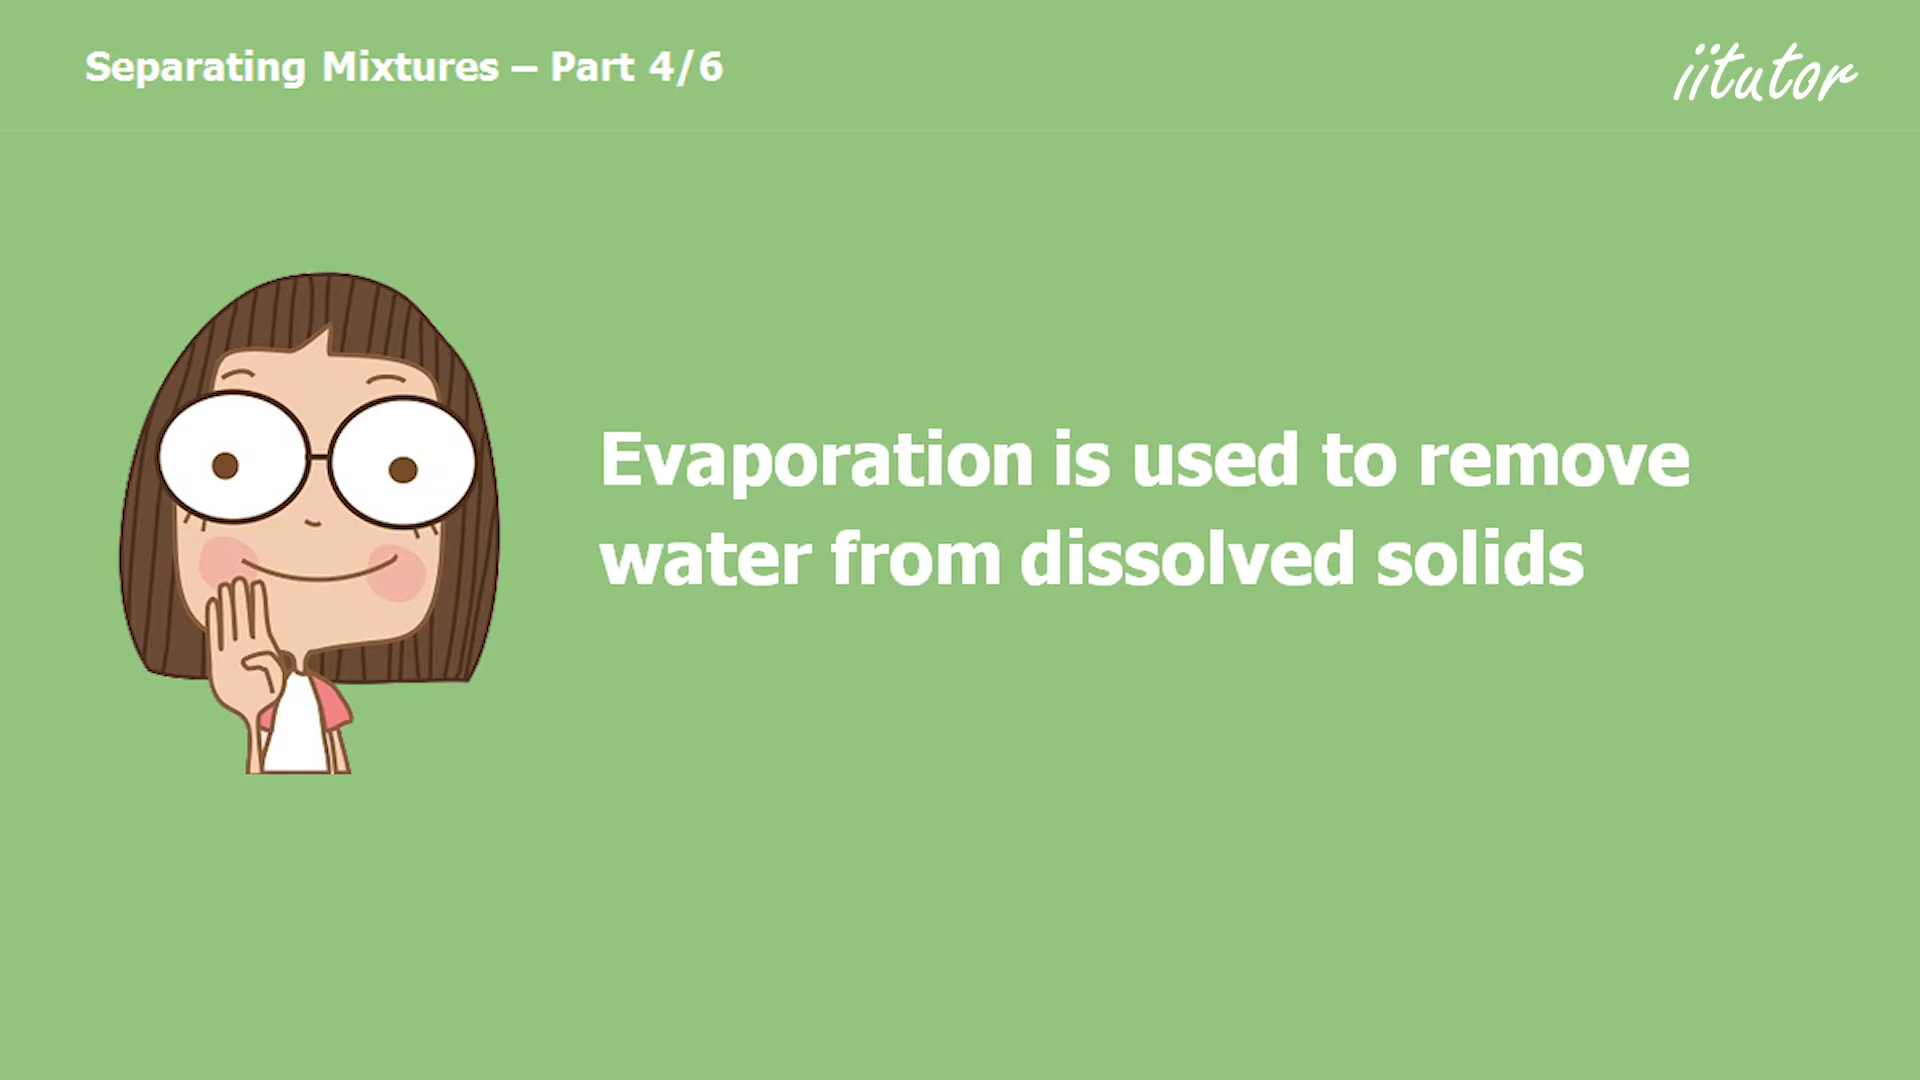 Separating Mixtures – Part 4/6
iitutor
Evaporation is used to remove
water from dissolved solids